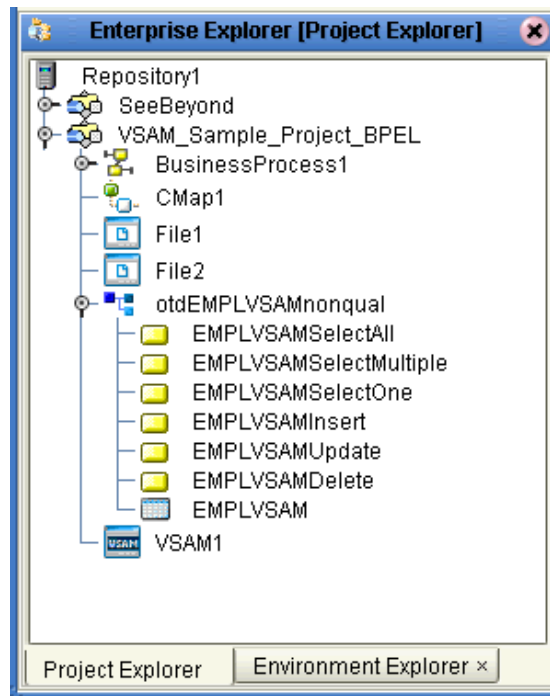 Enterprise Explorer [Project Explorer]
Repository1
SeeBeyond
VSAM_Sample_Project_BPEL
BusinessProcess1
CMap1
File1
File2
otdEMPLVSAMnonqual
EMPLVSAMSelectAll
EMPLVSAMSelectMultiple
EMPLVSAMSelectOne
EMPLVSAMInsert
EMPLVSAMUpdate
EMPLVSAMDelete
EMPLVSAM
VSAM VSAM1
Project Explorer Environment Explorer ×